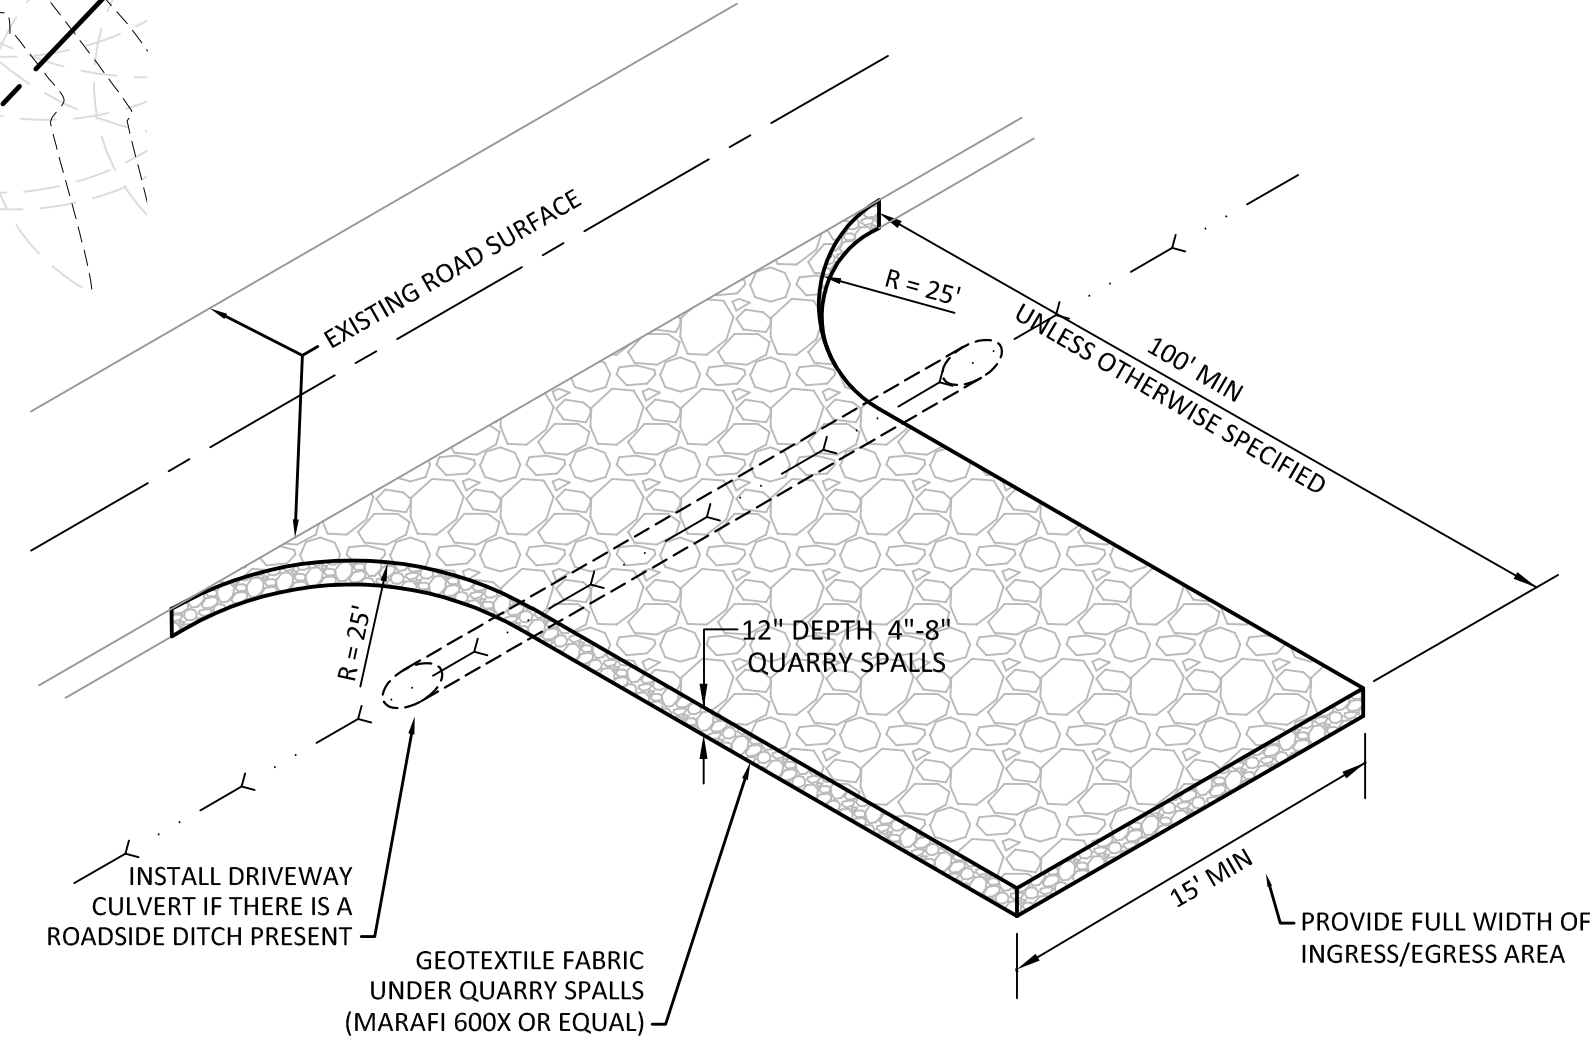 EXISTING ROAD SURFACE
R = 25'
100' MIN
UNLESS OTHERWISE SPECIFIED
R = 25'
12" DEPTH 4"-8"
QUARRY SPALLS
15' MIN
INSTALL DRIVEWAY
CULVERT IF THERE IS A
ROADSIDE DITCH PRESENT
GEOTEXTILE FABRIC
UNDER QUARRY SPALLS
(MARAFI 600X OR EQUAL)
PROVIDE FULL WIDTH OF
INGRESS/EGRESS AREA